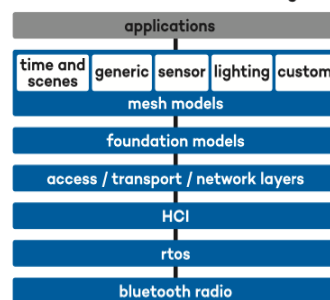 applications
time and scenes generic sensor lighting custom
mesh models
foundation models
access / transport / network layers
HCI
rtos
bluetooth radio